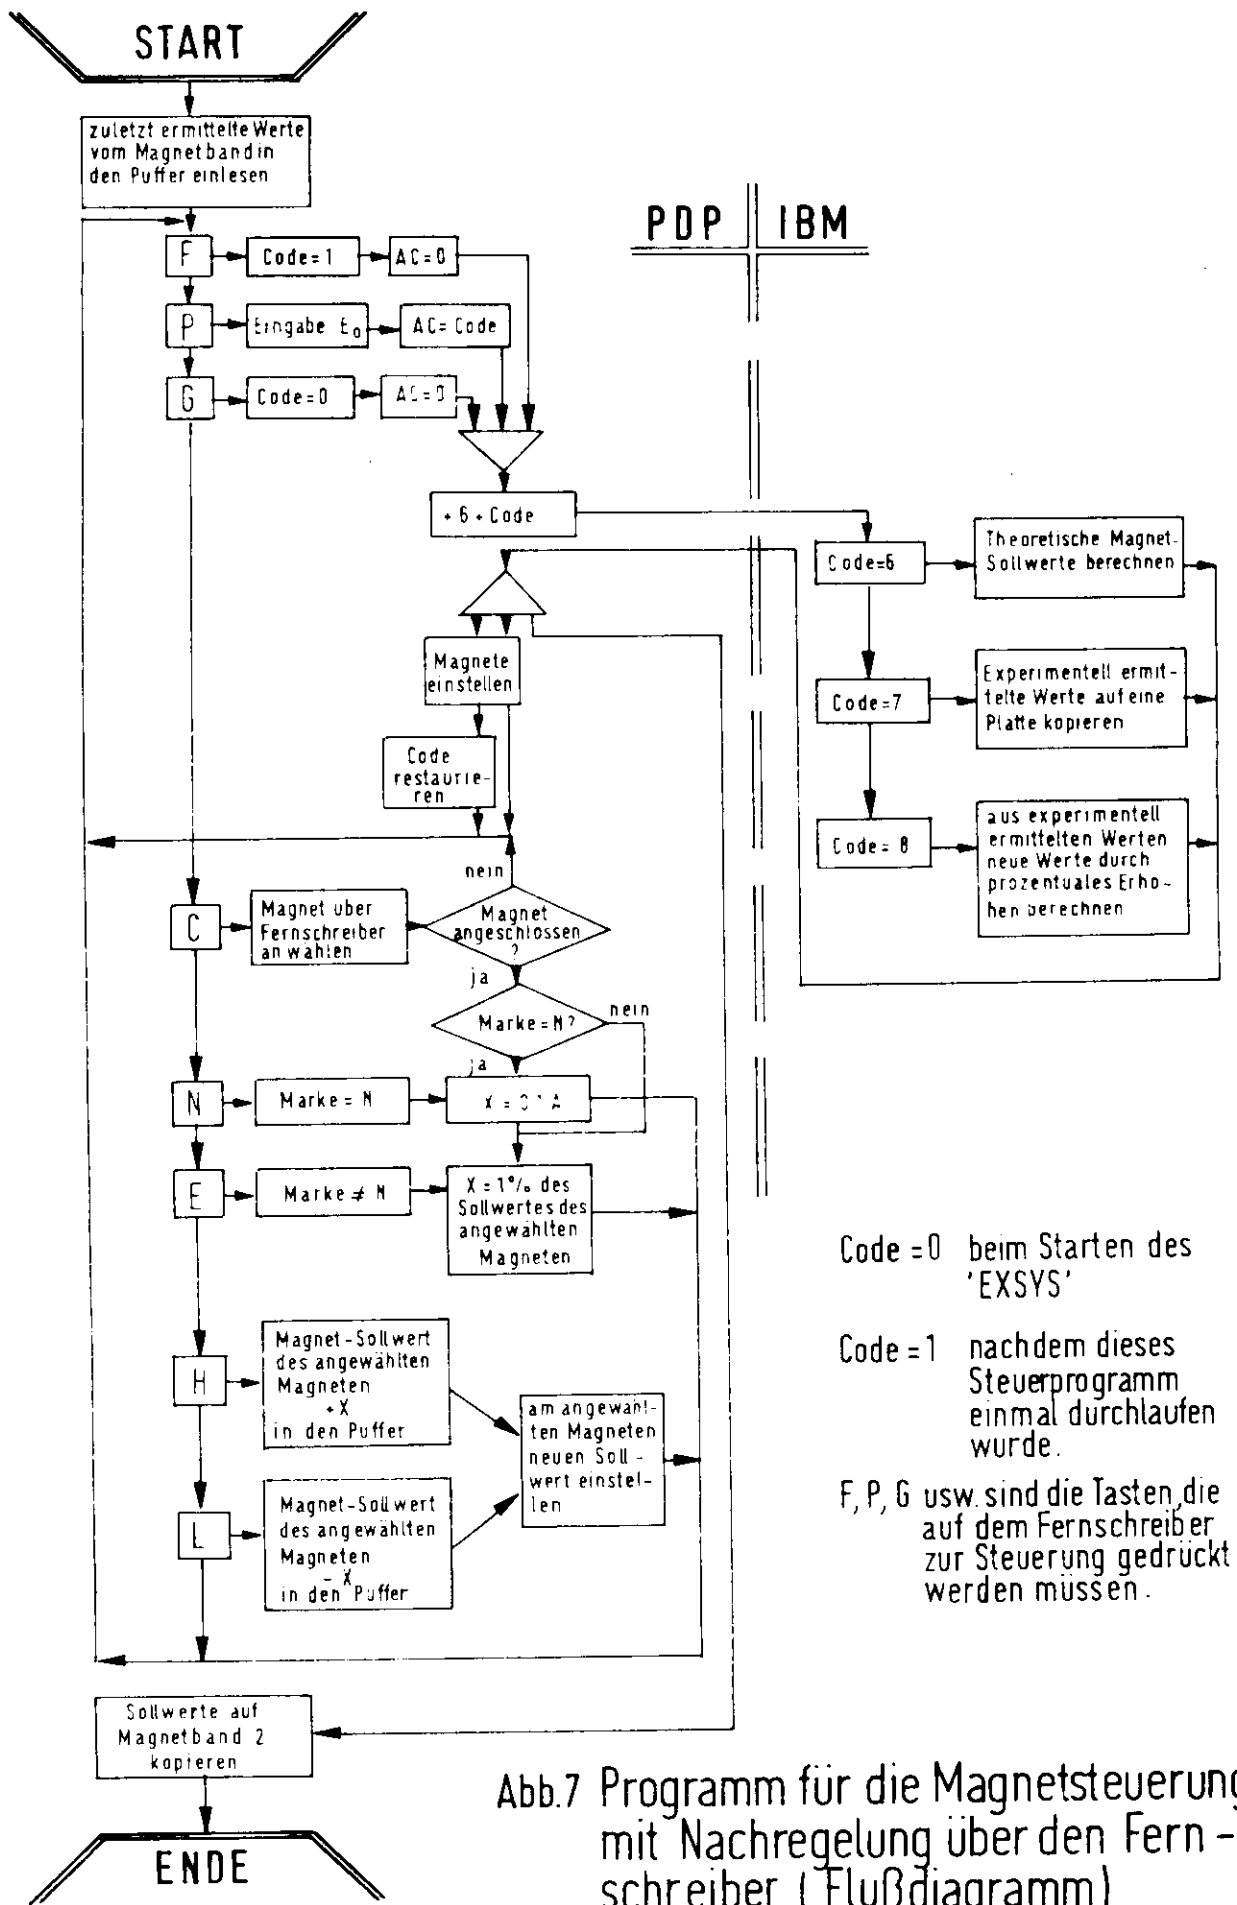 START
zuletzt ermittelte Werte
vom Magnetband in
den Puffer einlesen
PDP IBM
F
Code=1
AC=0
P
Eingabe E₀
AC=Code
G
Code=0
AC=0
+6+Code
Code=6
Theoretische Magnet-
Sollwerte berechnen
Magnete
einstellen
Code=7
Experimentell ermit-
telte Werte auf eine
Platte kopieren
Code
restaurie-
ren
Code= 8
aus experimentell
ermittelten Werten
neue Werte durch
prozentuales Erho-
hen berechnen
nein
C
Magnet uber
Fernschreiber
an wahlen
Magnet
angeschlossen
?
ja
Marke=N?
nein
ja
N
Marke = N
X =
E
Marke ≠ N
X = 1% des
Sollwertes des
angewählten
Magneten
Code =0 beim Starten des
'EXSYS'
Code =1 nachdem dieses
Steuerprogramm
einmal durchlaufen
wurde.
F, P, G usw. sind die Tasten, die
auf dem Fernschreiber
zur Steuerung gedrückt
werden müssen.
H
Magnet-Sollwert
des angewählten
Magneten
+X
in den Puffer
am angewähl-
ten Magneten
neuen Soll-
wert einstel-
len
L
Magnet-Sollwert
des angewählten
Magneten
- X
in den Puffer
Sollwerte auf
Magnetband 2
kopieren
ENDE
Abb.7 Programm für die Magnetsteuerung
mit Nachregelung über den Fern-
schreiber (Flußdiagramm)